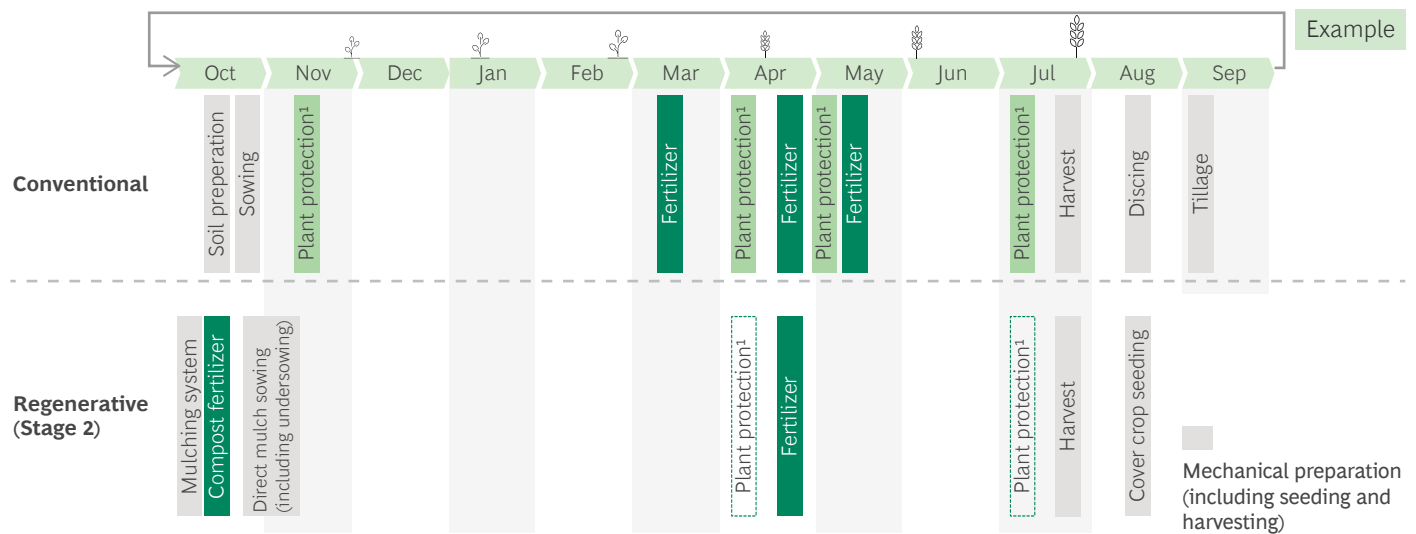 Example
Oct Nov Dec Jan Feb Mar Apr May Jun Jul Aug Sep
Conventional
Soil preperation
Sowing
Plant protection¹
Fertilizer
Plant protection¹
Fertilizer
Plant protection¹
Fertilizer
Plant protection¹
Harvest
Discing
Tillage
Regenerative
(Stage 2)
Mulching system
Compost fertilizer
Direct mulch sowing
(including undersowing)
Plant protection¹
Fertilizer
Plant protection¹
Harvest
Cover crop seeding
Mechanical preparation
(including seeding and
harvesting)